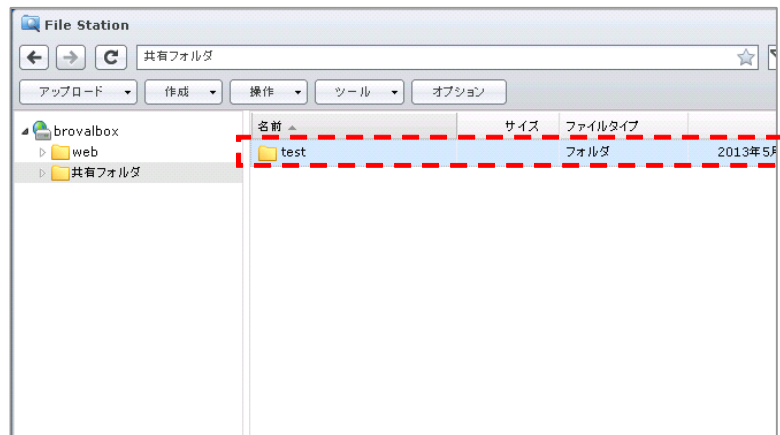 File Station
共有フォルダ
アップロード 作成 操作 ツール オプション
名前 サイズ ファイルタイプ
brovalbox
web
共有フォルダ
test フォルダ 2013年5月